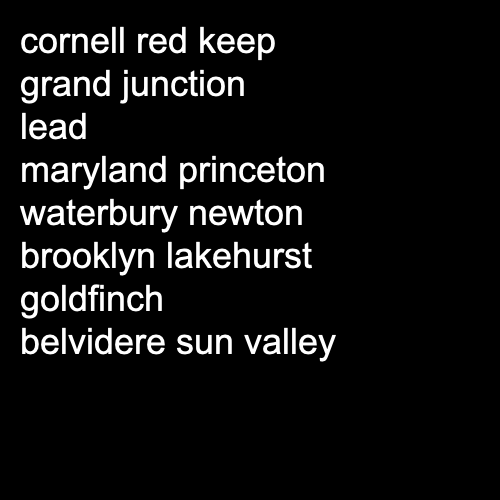 cornell red keep
grand junction
lead
maryland princeton
waterbury newton
brooklyn lakehurst
goldfinch
belvidere sun valley